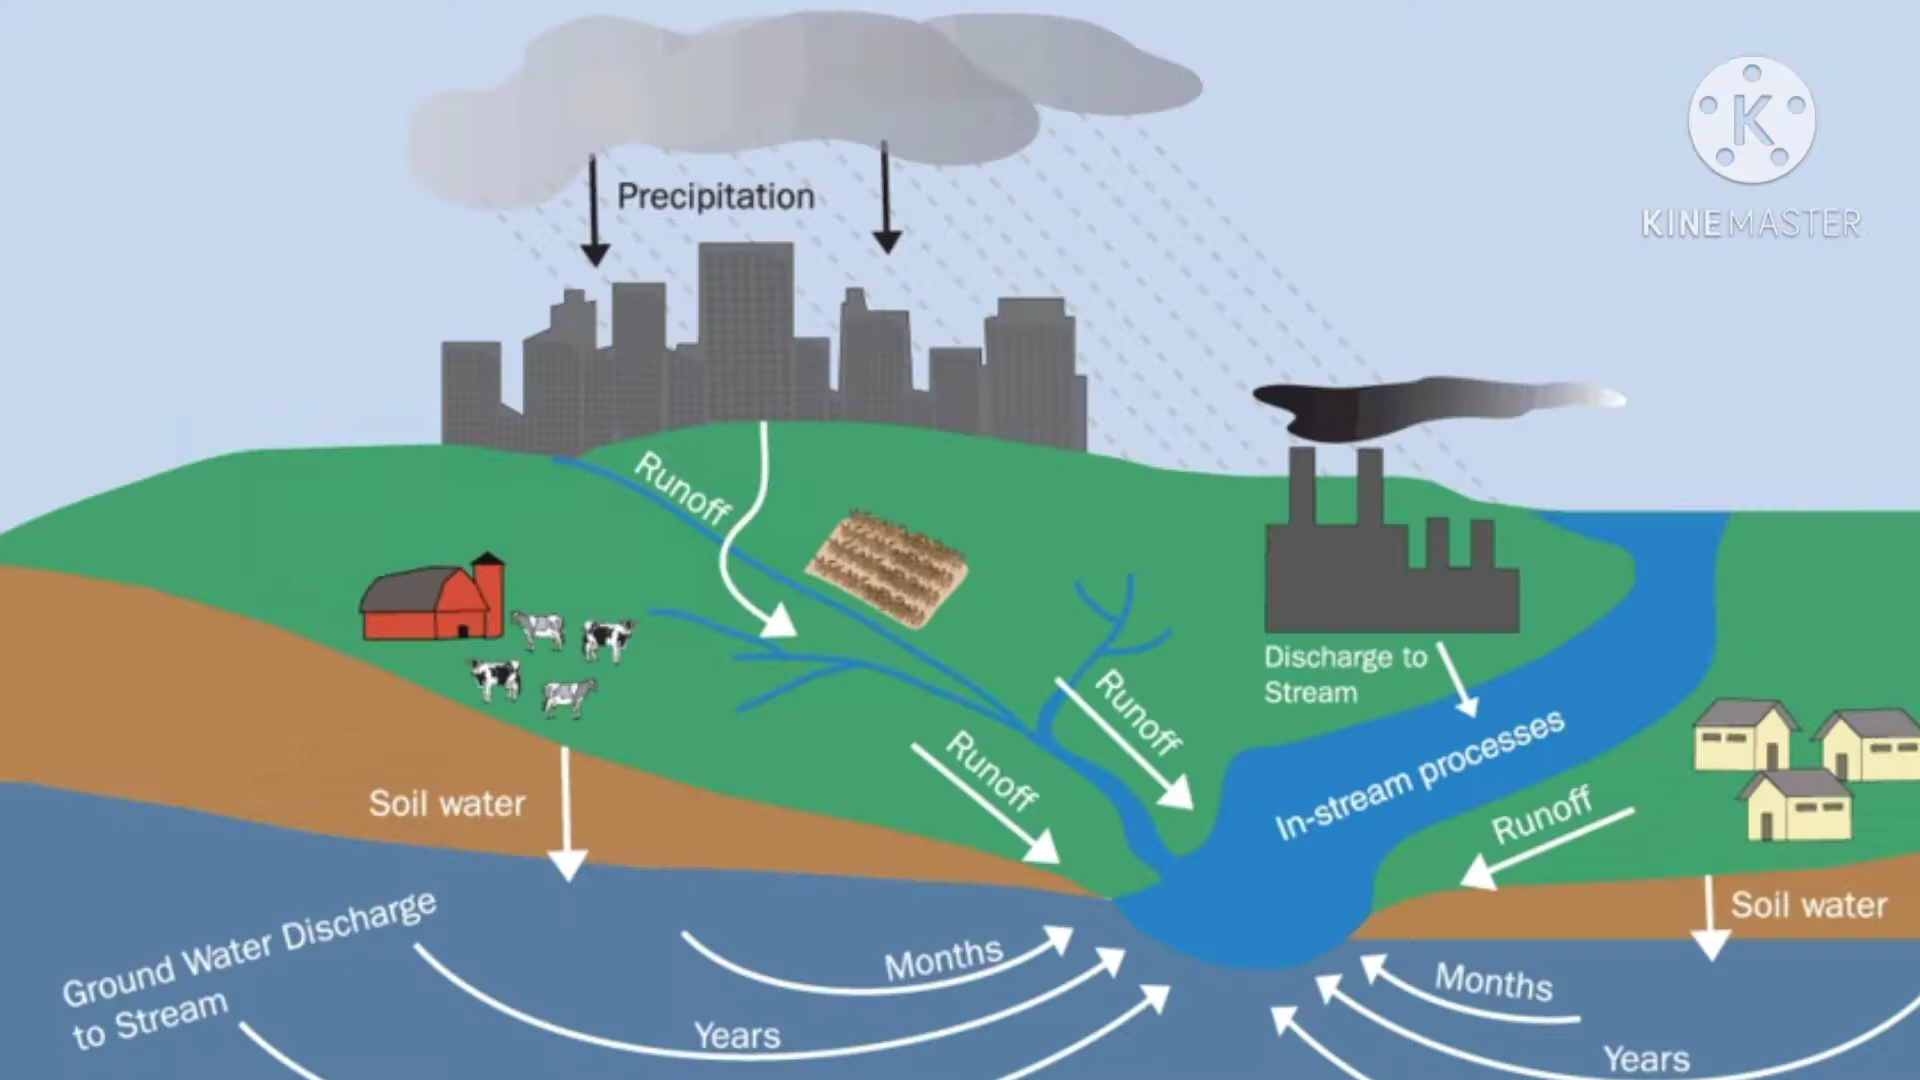 K
KINEMASTER
Precipitation
Runoff
Discharge to
Stream
Runoff
Runoff
In-stream processes
Runoff
Soil water
Soil water
Ground Water Discharge
to Stream
Months
Months
Years
Years